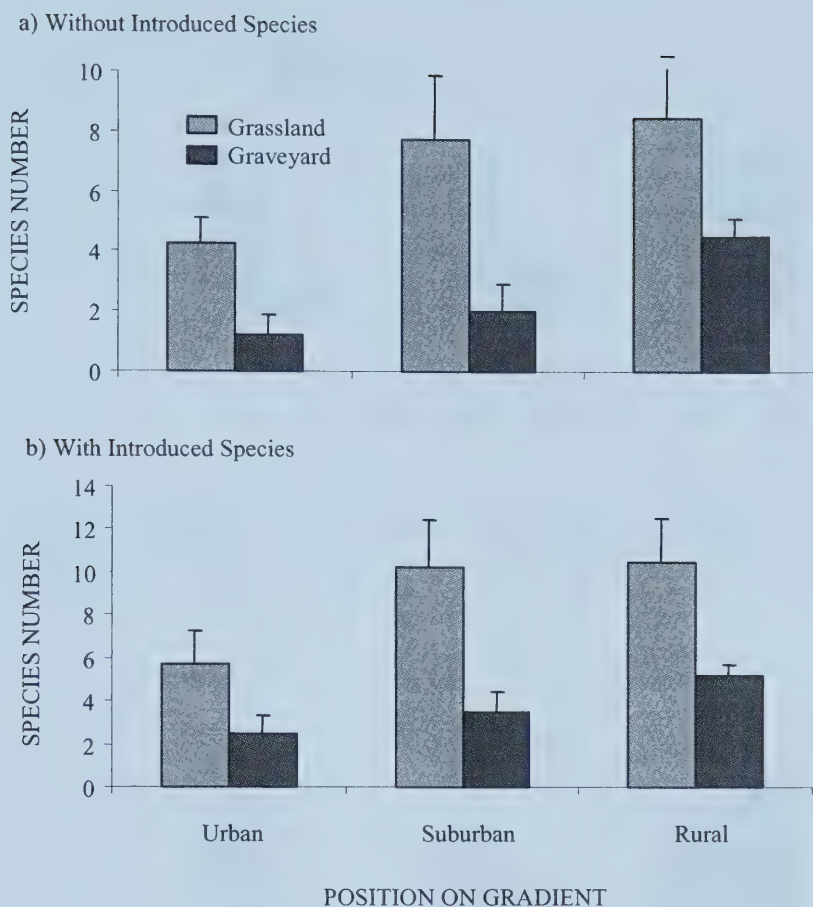 a) Without Introduced Species
SPECIES NUMBER
10
8
6
4
2
0
Grassland
Graveyard
b) With Introduced Species
SPECIES NUMBER
14
12
10
8
6
4
2
0
Urban Suburban Rural
POSITION ON GRADIENT